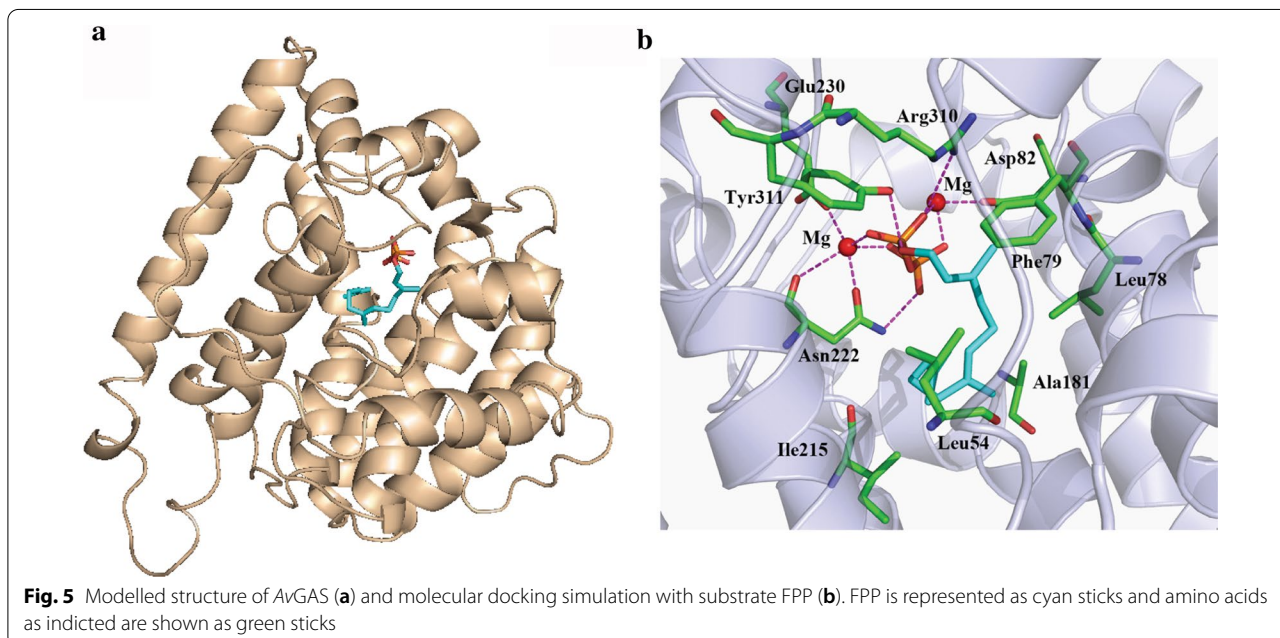 a
b
Glu230
Arg310
Asp82
Mg
Tyr311
Mg
Phe79
Leu78
Asn222
Ala181
Leu54
Ile215
Fig. 5 Modelled structure of AvGAS (a) and molecular docking simulation with substrate FPP (b). FPP is represented as cyan sticks and amino acids
as indicted are shown as green sticks